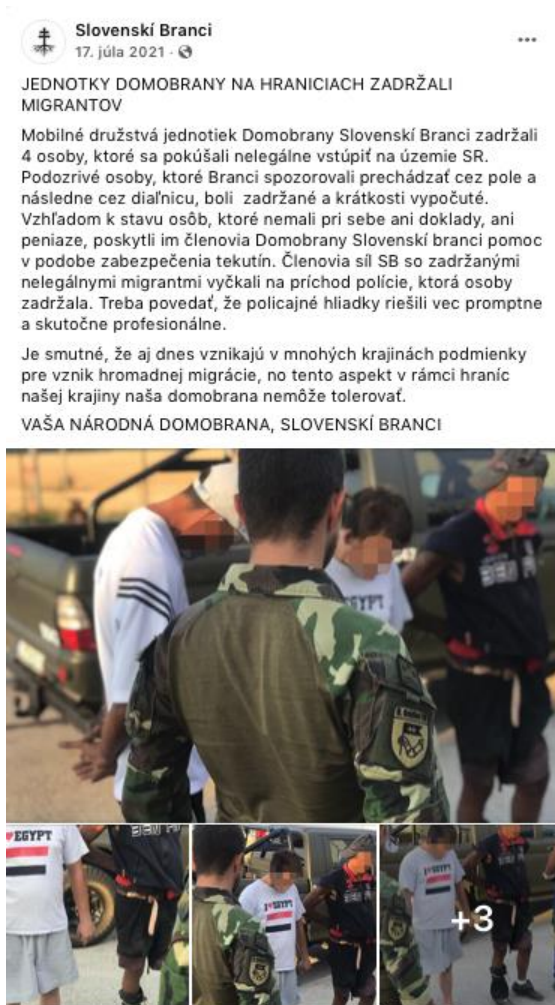 Slovenskí Branci
17. júla 2021 ·
JEDNOTKY DOMOBRANY NA HRANICIACH ZADRŽALI
MIGRANTOV
Mobilné družstvá jednotiek Domobrany Slovenskí Branci zadržali
4 osoby, ktoré sa pokúšali nelegálne vstúpiť na územie SR.
Podozrivé osoby, ktoré Branci spozorovali prechádzať cez pole a
následne cez diaľnicu, boli zadržané a krátkosti vypočuté.
Vzhľadom k stavu osôb, ktoré nemali pri sebe ani doklady, ani
peniaze, poskytli im členovia Domobrany Slovenskí branci pomoc
v podobe zabezpečenia tekutín. Členovia síl SB so zadržanými
nelegálnymi migrantmi vyčkali na príchod polície, ktorá osoby
zadržala. Treba povedať, že policajné hliadky riešili vec promptne
a skutočne profesionálne.
Je smutné, že aj dnes vznikajú v mnohých krajinách podmienky
pre vznik hromadnej migrácie, no tento aspekt v rámci hraníc
našej krajiny naša domobrana nemôže tolerovať.
VAŠA NÁRODNÁ DOMOBRANA, SLOVENSKÍ BRANCI
EGYPT
EGYPT
I ♥ EGYPT
I ♥ EGYPT
+3